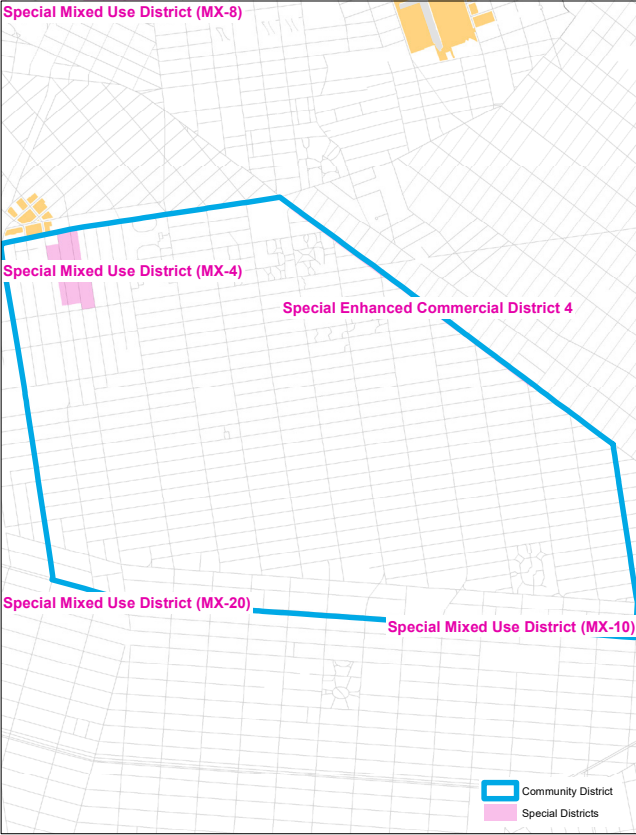 Special Mixed Use District (MX-8)
Special Mixed Use District (MX-4)
Special Enhanced Commercial District 4
Special Mixed Use District (MX-20)
Special Mixed Use District (MX-10)
Community District
Special Districts